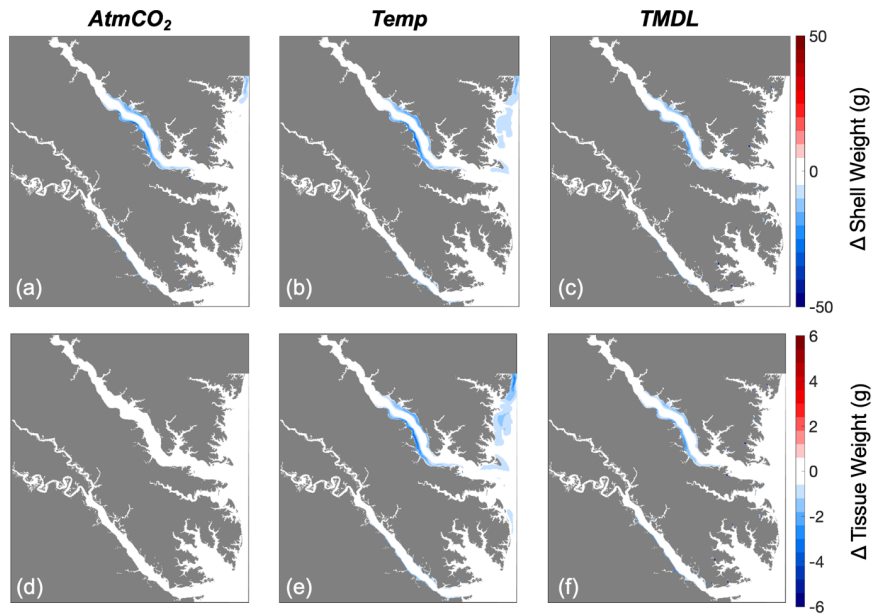 AtmCO₂ Temp TMDL
50
0
-50
Δ Shell Weight (g)
(a) (b) (c)
6
4
2
0
-2
-4
-6
Δ Tissue Weight (g)
(d) (e) (f)